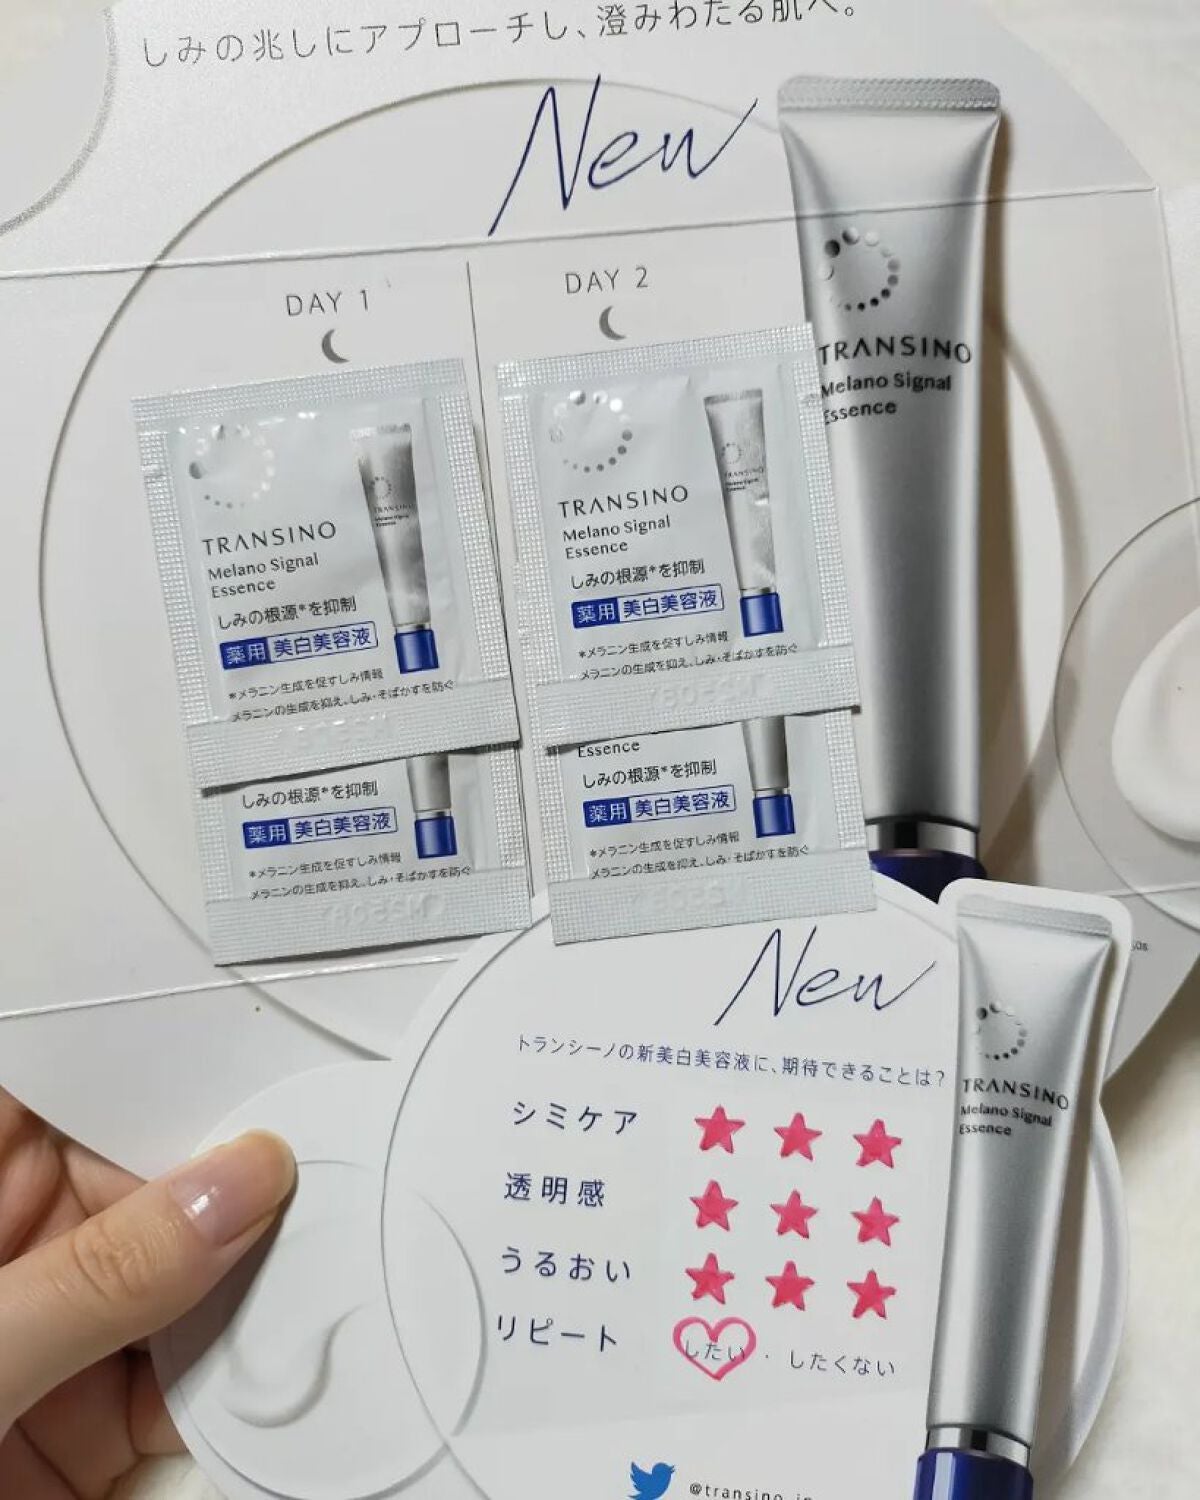 しみの兆しにアプローチし、澄みわたる肌へ。
New
DAY 1
DAY 2
TRANSINO
Melano Signal
Essence
TRANSINO
Melano Signal
Essence
しみの根源*を抑制
薬用 美白美容液
*メラニン生成を促すしみ情報
メラニンの生成を抑え、しみ・そばかすを防ぐ
TRANSINO
Melano Signal
Essence
しみの根源*を抑制
薬用 美白美容液
*メラニン生成を促すしみ情報
メラニンの生成を抑え、しみ・そばかすを防ぐ
しみの根源*を抑制
薬用 美白美容液
*メラニン生成を促すしみ情報
メラニンの生成を抑え、しみ・そばかすを防ぐ
Essence
しみの根源*を抑制
薬用 美白美容液
*メラニン生成を促すしみ情報
メラニンの生成を抑え、しみ・そばかすを防ぐ
New
トランシーノの新美白美容液に、期待できることは?
シミケア
透明感
うるおい
リピート したい ・ したくない
TRANSINO
Melano Signal
Essence